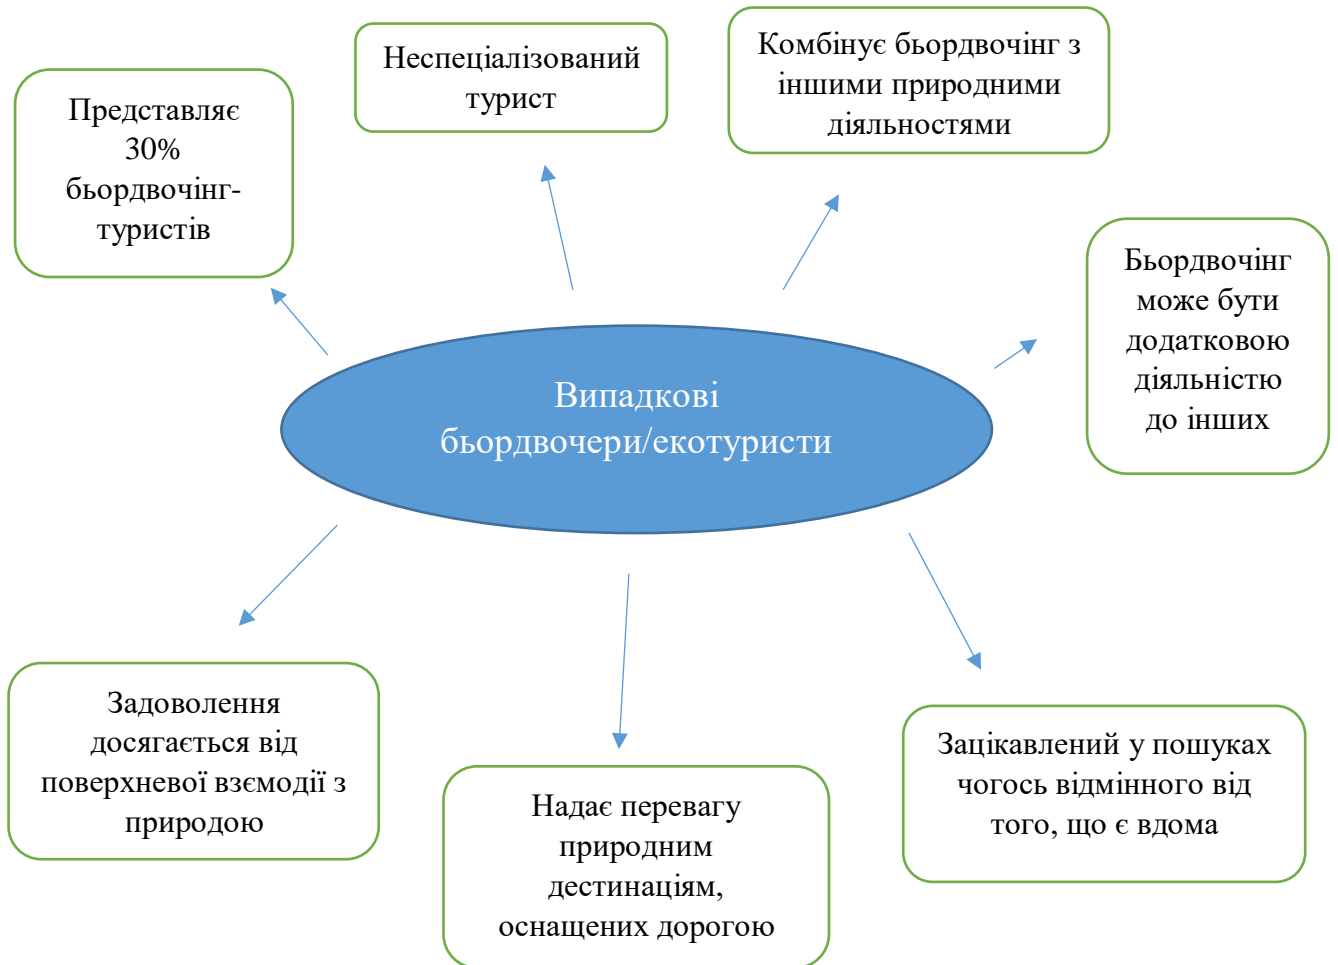 Неспеціалізований
турист
Комбінує бьордвочінг з
іншими природними
діяльностями
Представляє
30%
бьордвочінг-
туристів
Бьордвочінг
може бути
додатковою
діяльністю
до інших
Випадкові
бьордвочери/екотуристи
Задоволення
досягається від
поверхневої взємодії з
природою
Надає перевагу
природним
дестинаціям,
оснащених дорогою
Зацікавлений у пошуках
чогось відмінного від
того, що є вдома